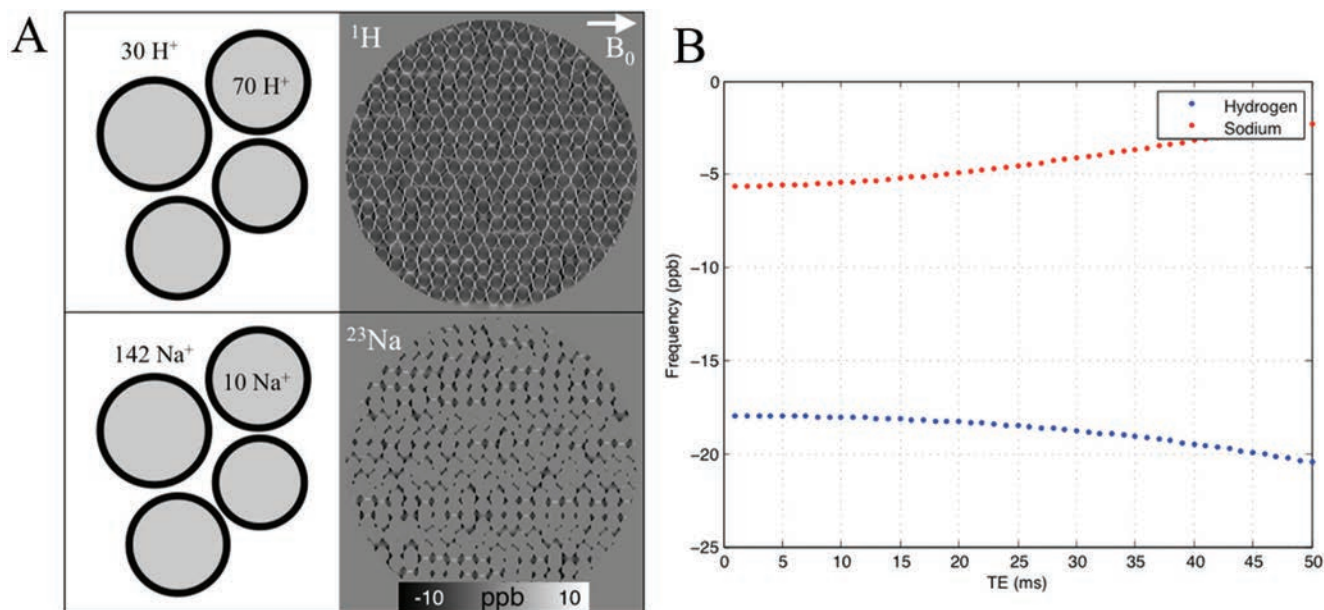 A
30 H⁺
70 H⁺
¹H
B₀
142 Na⁺
10 Na⁺
²³Na
-10 ppb 10
B
Hydrogen
Sodium
0
−5
−10
−15
−20
−25
Frequency (ppb)
0 5 10 15 20 25 30 35 40 45 50
TE (ms)